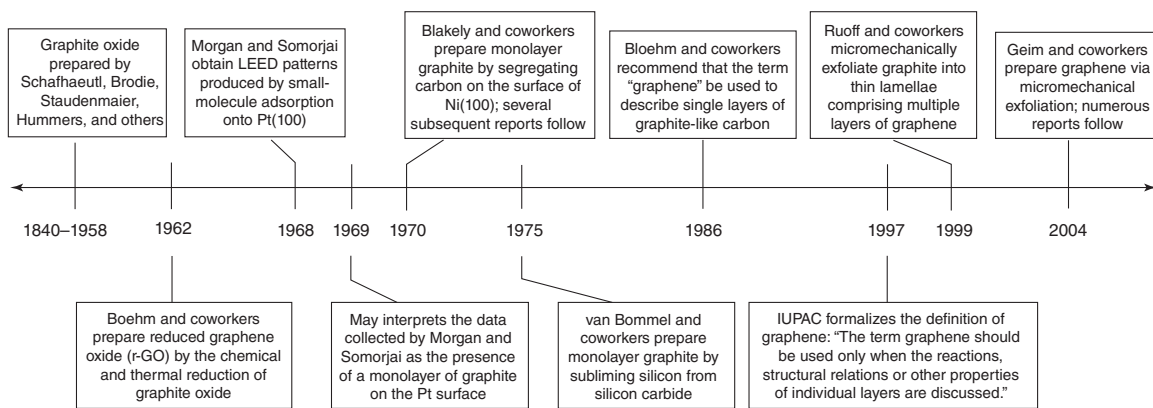 Graphite oxide
prepared by
Schafhaeutl, Brodie,
Staudenmaier,
Hummers, and others
Morgan and Somorjai
obtain LEED patterns
produced by small-
molecule adsorption
onto Pt(100)
Blakely and coworkers
prepare monolayer
graphite by segregating
carbon on the surface of
Ni(100); several
subsequent reports follow
Bloehm and coworkers
recommend that the term
“graphene” be used to
describe single layers of
graphite-like carbon
Ruoff and coworkers
micromechanically
exfoliate graphite into
thin lamellae
comprising multiple
layers of graphene
Geim and coworkers
prepare graphene via
micromechanical
exfoliation; numerous
reports follow
1840–1958
1962
1968
1969
1970
1975
1986
1997
1999
2004
Boehm and coworkers
prepare reduced graphene
oxide (r-GO) by the chemical
and thermal reduction of
graphite oxide
May interprets the data
collected by Morgan and
Somorjai as the presence
of a monolayer of graphite
on the Pt surface
van Bommel and
coworkers prepare
monolayer graphite by
subliming silicon from
silicon carbide
IUPAC formalizes the definition of
graphene: “The term graphene should
be used only when the reactions,
structural relations or other properties
of individual layers are discussed.”